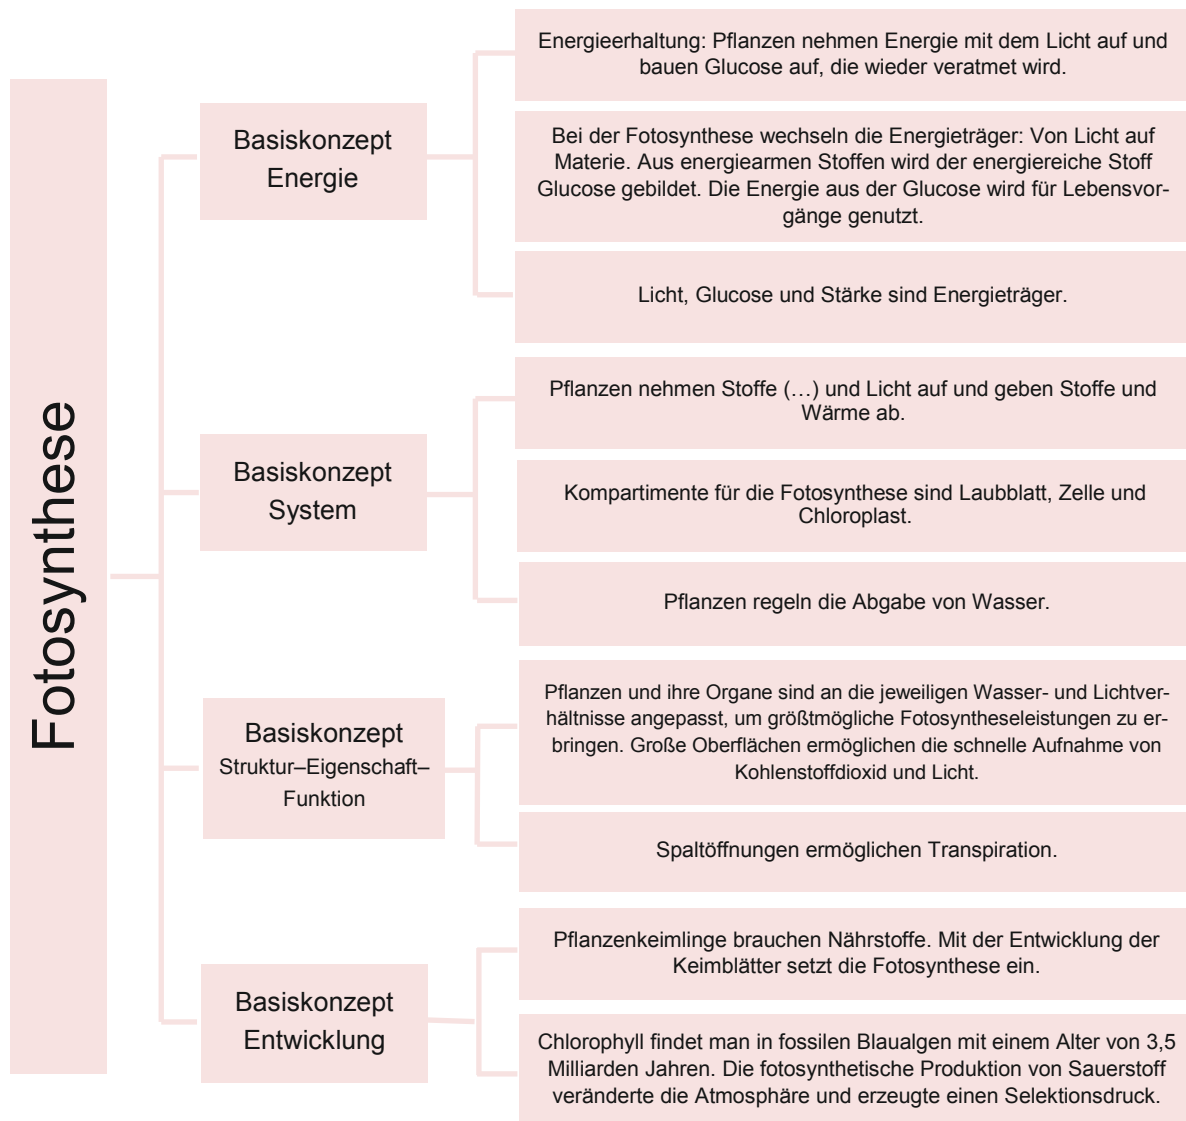 Fotosynthese
Basiskonzept
Energie
Energieerhaltung: Pflanzen nehmen Energie mit dem Licht auf und
bauen Glucose auf, die wieder veratmet wird.
Bei der Fotosynthese wechseln die Energieträger: Von Licht auf
Materie. Aus energiearmen Stoffen wird der energiereiche Stoff
Glucose gebildet. Die Energie aus der Glucose wird für Lebensvor-
gänge genutzt.
Licht, Glucose und Stärke sind Energieträger.
Basiskonzept
System
Pflanzen nehmen Stoffe (…) und Licht auf und geben Stoffe und
Wärme ab.
Kompartimente für die Fotosynthese sind Laubblatt, Zelle und
Chloroplast.
Pflanzen regeln die Abgabe von Wasser.
Basiskonzept
Struktur–Eigenschaft–
Funktion
Pflanzen und ihre Organe sind an die jeweiligen Wasser- und Lichtver-
hältnisse angepasst, um größtmögliche Fotosyntheseleistungen zu er-
bringen. Große Oberflächen ermöglichen die schnelle Aufnahme von
Kohlenstoffdioxid und Licht.
Spaltöffnungen ermöglichen Transpiration.
Basiskonzept
Entwicklung
Pflanzenkeimlinge brauchen Nährstoffe. Mit der Entwicklung der
Keimblätter setzt die Fotosynthese ein.
Chlorophyll findet man in fossilen Blaualgen mit einem Alter von 3,5
Milliarden Jahren. Die fotosynthetische Produktion von Sauerstoff
veränderte die Atmosphäre und erzeugte einen Selektionsdruck.